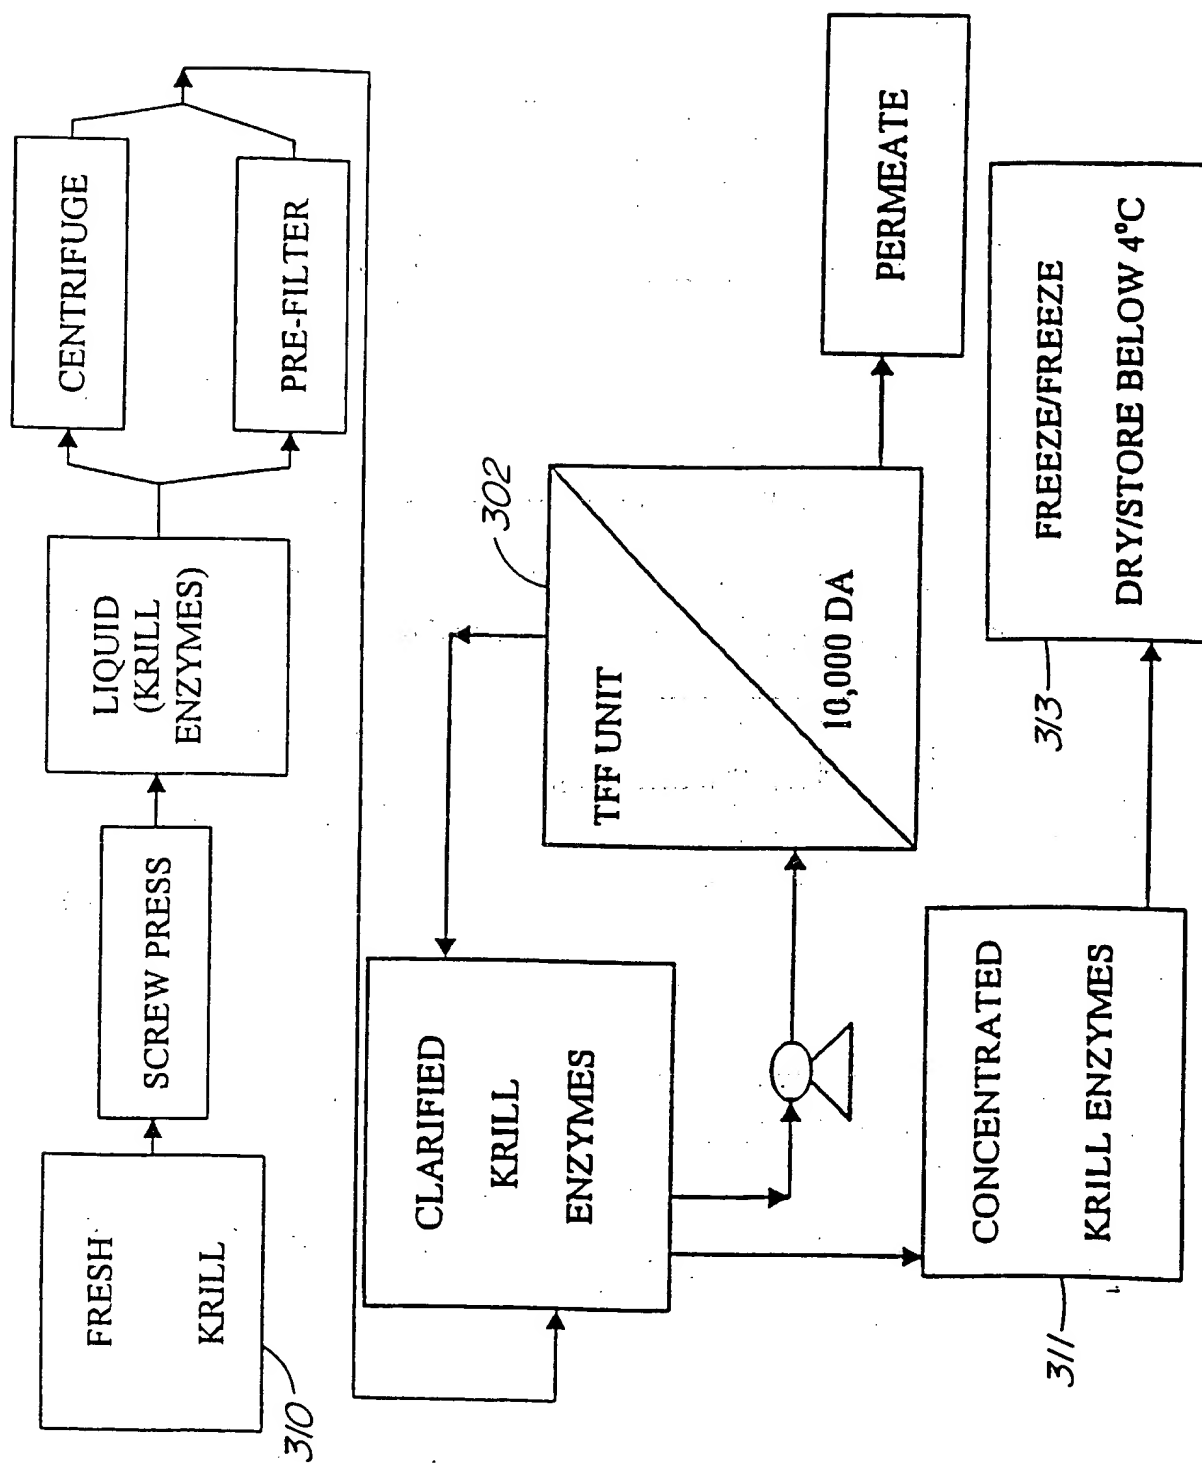 FRESH
KRILL
310
SCREW PRESS
LIQUID
(KRILL
ENZYMES)
CENTRIFUGE
PRE-FILTER
CLARIFIED
KRILL
ENZYMES
TFF UNIT
10,000 DA
302
PERMEATE
CONCENTRATED
KRILL ENZYMES
311
FREEZE/FREEZE
DRY/STORE BELOW 4°C
313